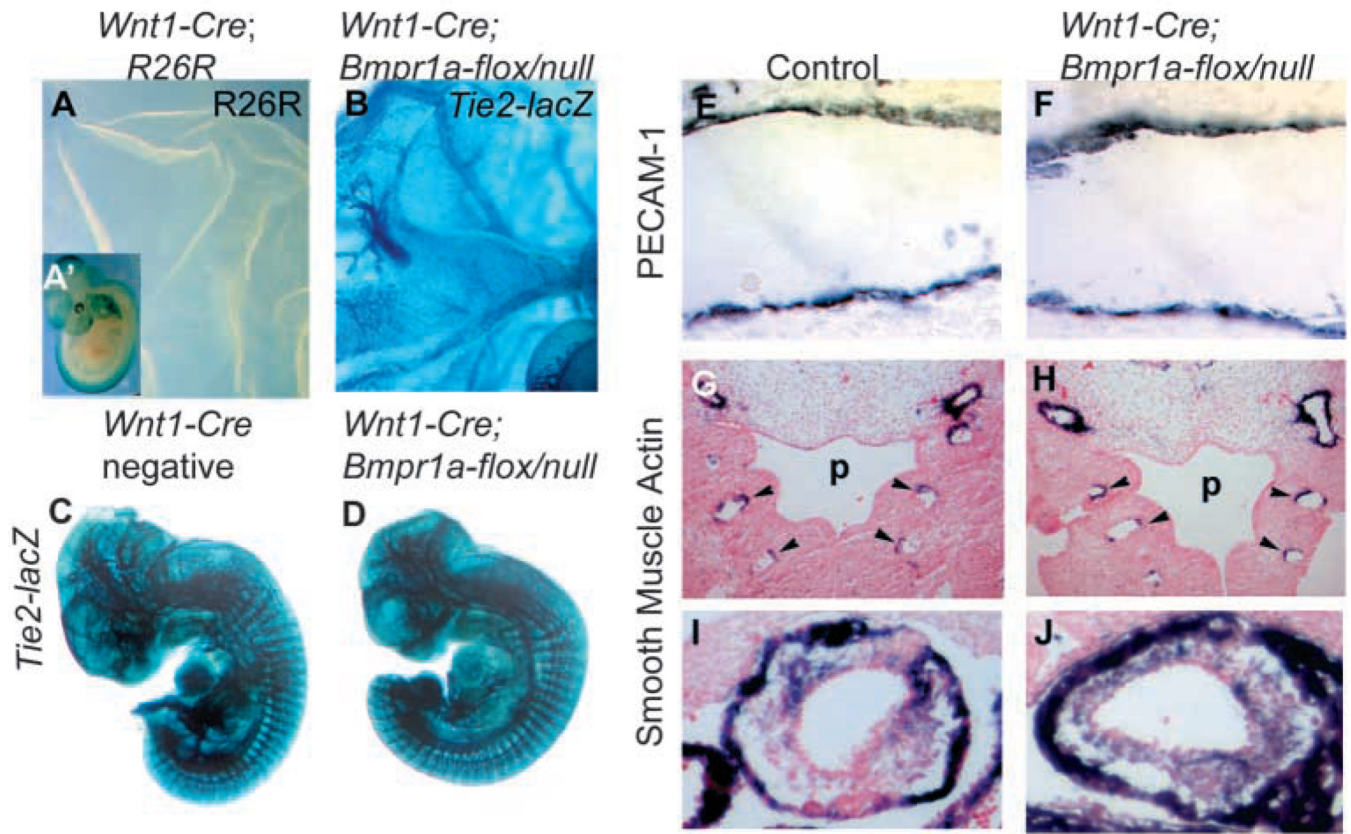 Wnt1-Cre;
R26R
Wnt1-Cre;
Bmpr1a-flox/null
A
R26R
A'
B
Tie2-lacZ
Wnt1-Cre
negative
Wnt1-Cre;
Bmpr1a-flox/null
Tie2-lacZ
C
D
Control
Wnt1-Cre;
Bmpr1a-flox/null
PECAM-1
E
F
Smooth Muscle Actin
G
p
H
p
I
J